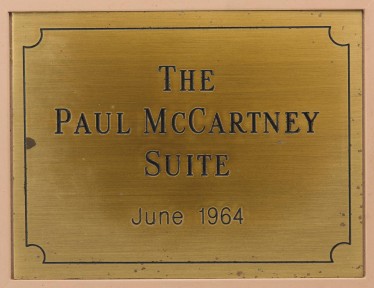 THE
PAUL MCCARTNEY
SUITE
June 1964